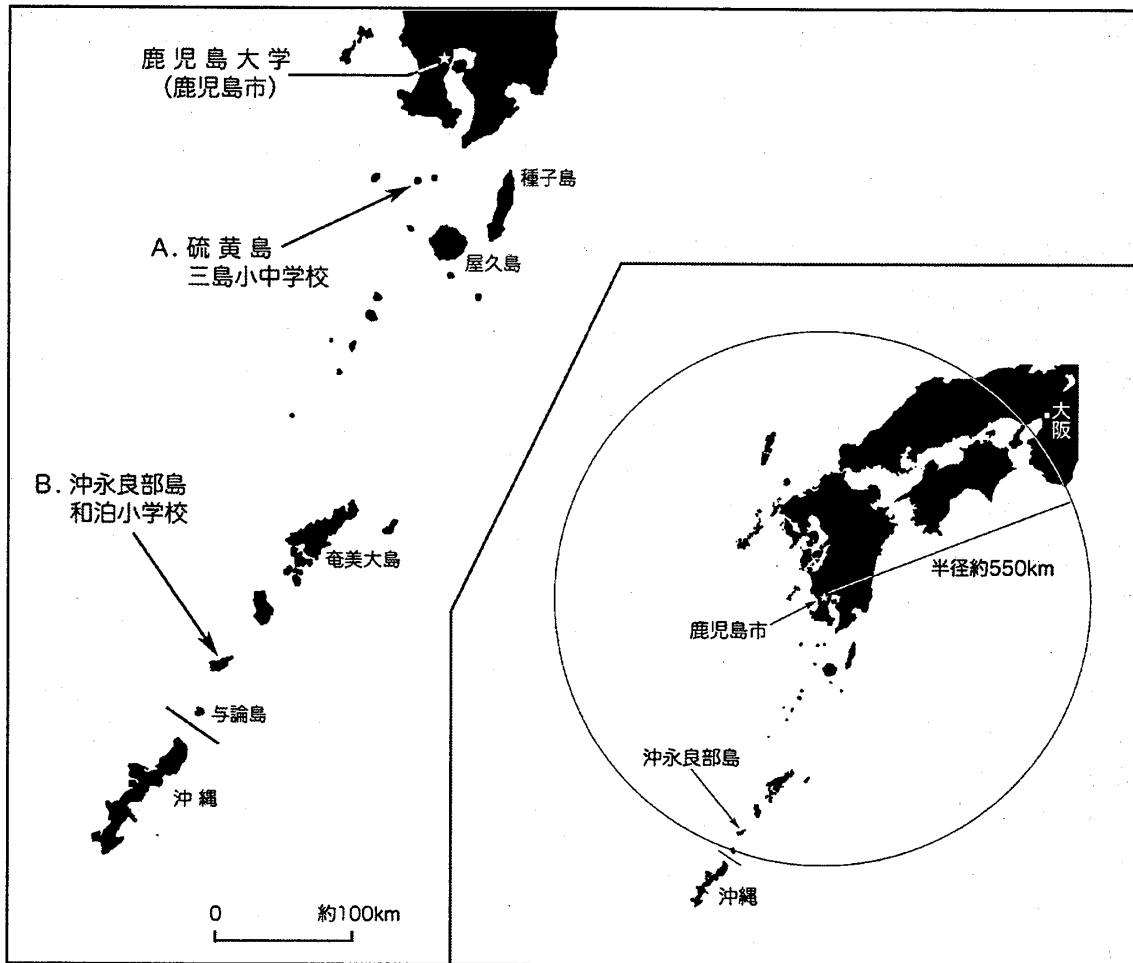 鹿児島大学
(鹿児島市)
種子島
A. 硫黄島
三島小中学校
屋久島
B. 沖永良部島
和泊小学校
奄美大島
与論島
沖縄
0 約100km
大阪
半径約550km
鹿児島市
沖永良部島
沖縄